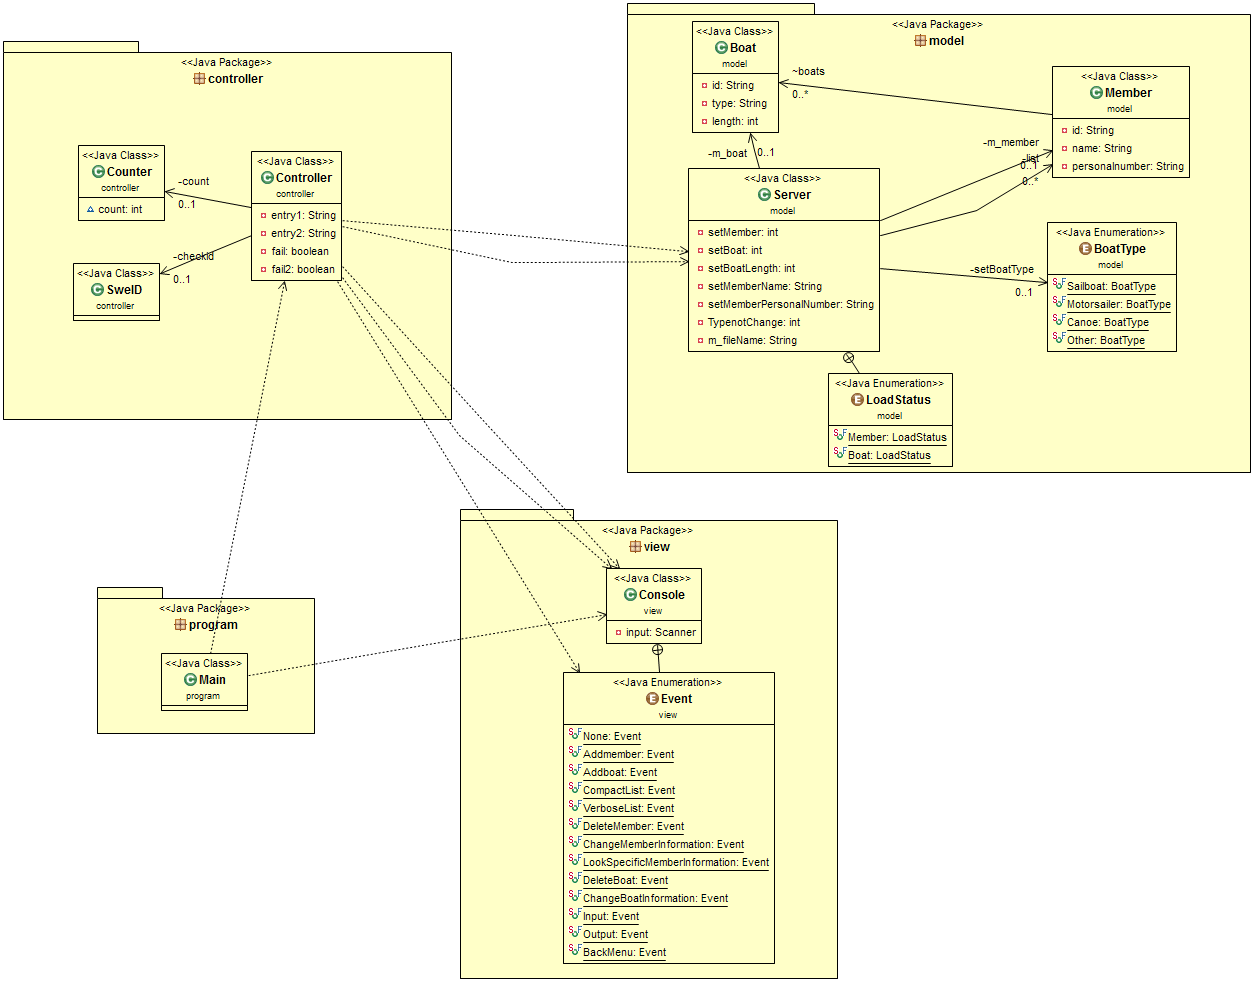 <<Java Package>>
controller
<<Java Class>>
Counter
controller
count: int
-count
0..1
<<Java Class>>
Controller
controller
entry1: String
entry2: String
fail: boolean
fail2: boolean
<<Java Class>>
SweID
controller
-checkid
0..1
<<Java Package>>
model
<<Java Class>>
Boat
model
id: String
type: String
length: int
~boats
0..*
<<Java Class>>
Member
model
id: String
name: String
personalnumber: String
-m_boat
0..1
-m_member
0..1
-list
0..*
<<Java Class>>
Server
model
setMember: int
setBoat: int
setBoatLength: int
setMemberName: String
setMemberPersonalNumber: String
TypenotChange: int
m_fileName: String
-setBoatType
0..1
<<Java Enumeration>>
BoatType
model
Sailboat: BoatType
Motorsailer: BoatType
Canoe: BoatType
Other: BoatType
<<Java Enumeration>>
LoadStatus
model
Member: LoadStatus
Boat: LoadStatus
<<Java Package>>
program
<<Java Class>>
Main
program
<<Java Package>>
view
<<Java Class>>
Console
view
input: Scanner
<<Java Enumeration>>
Event
view
None: Event
Addmember: Event
Addboat: Event
CompactList: Event
VerboseList: Event
DeleteMember: Event
ChangeMemberInformation: Event
LookSpecificMemberInformation: Event
DeleteBoat: Event
ChangeBoatInformation: Event
Input: Event
Output: Event
BackMenu: Event